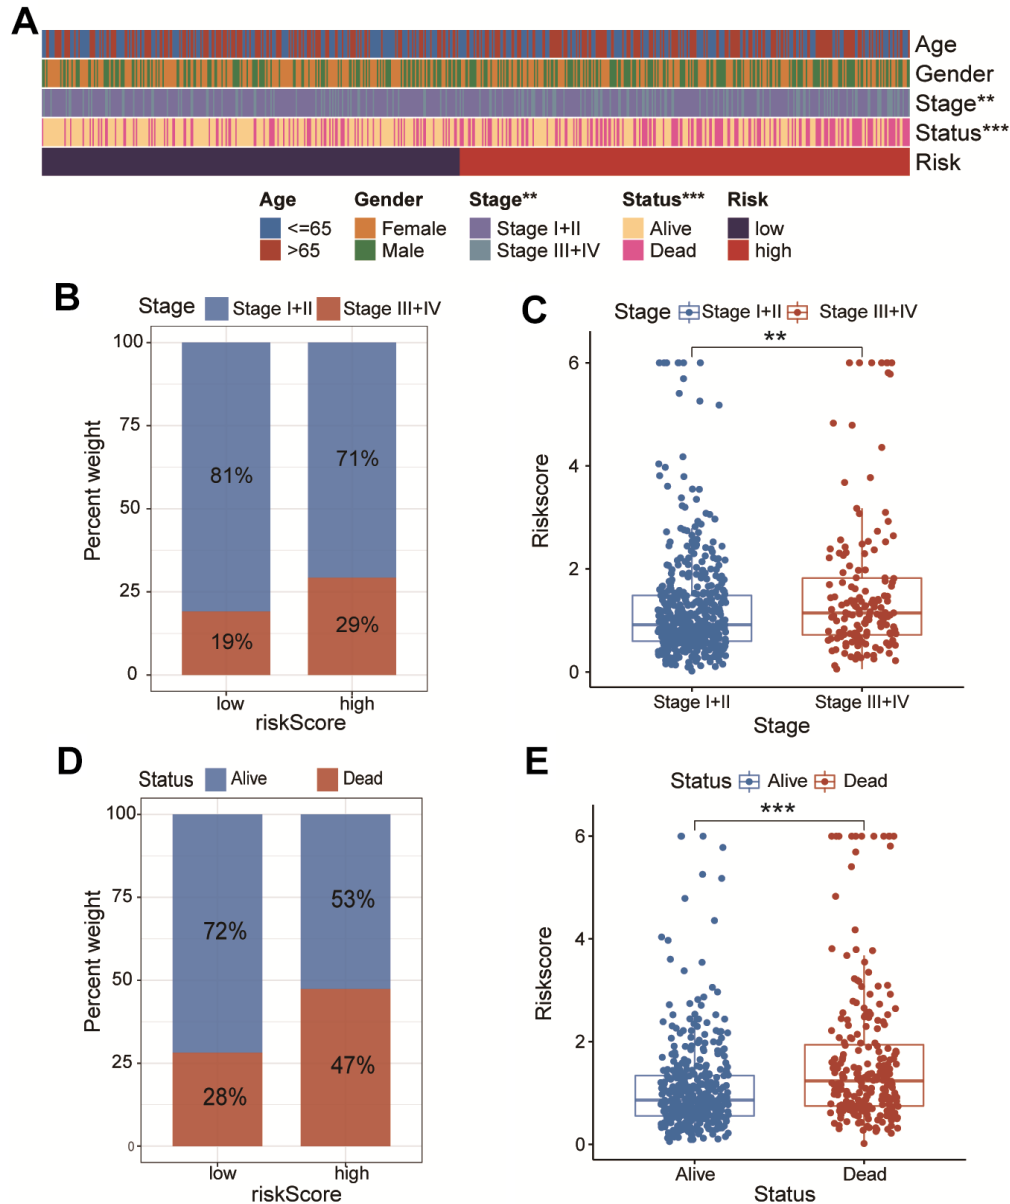 A
Age
Gender
Stage**
Status***
Risk
Age Gender Stage** Status*** Risk
<=65 Female Stage I+II Alive low
>65 Male Stage III+IV Dead high
B
Stage Stage I+II Stage III+IV
100
75
50
25
0
Percent weight
81%
71%
19%
29%
low high
riskScore
C
Stage Stage I+II Stage III+IV
**
6
4
2
0
Riskscore
Stage I+II Stage III+IV
Stage
D
Status Alive Dead
100
75
50
25
0
Percent weight
72%
53%
28%
47%
low high
riskScore
E
Status Alive Dead
***
6
4
2
0
Riskscore
Alive Dead
Status